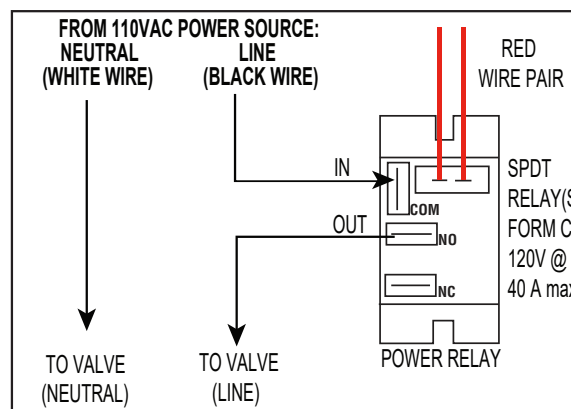 FROM 110VAC POWER SOURCE:
NEUTRAL
(WHITE WIRE)
LINE
(BLACK WIRE)
RED
WIRE PAIR
IN
COM
OUT
NO
NC
SPDT
RELAY(S
FORM C
120V @
40 A max
POWER RELAY
TO VALVE
(NEUTRAL)
TO VALVE
(LINE)